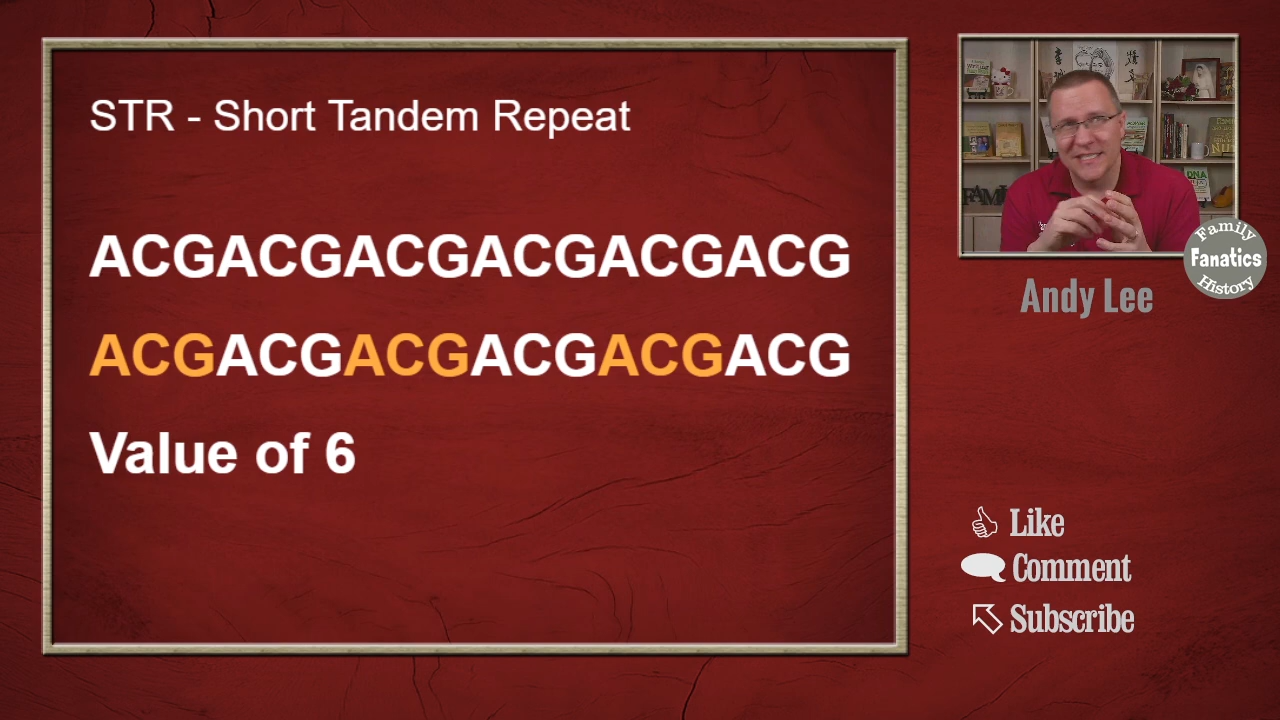 STR - Short Tandem Repeat
ACGACGACGACGACGACG
ACGACGACGACGACGACG
Value of 6
Family
Fanatics
History
Andy Lee
Like
Comment
Subscribe